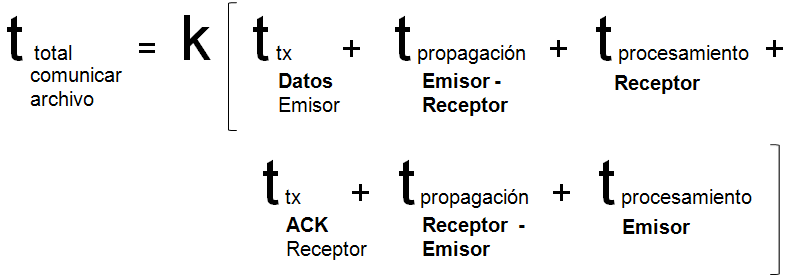 t total comunicar archivo = k [ t tx Datos Emisor + t propagación Emisor - Receptor + t procesamiento Receptor +
t tx ACK Receptor + t propagación Receptor - Emisor + t procesamiento Emisor ]